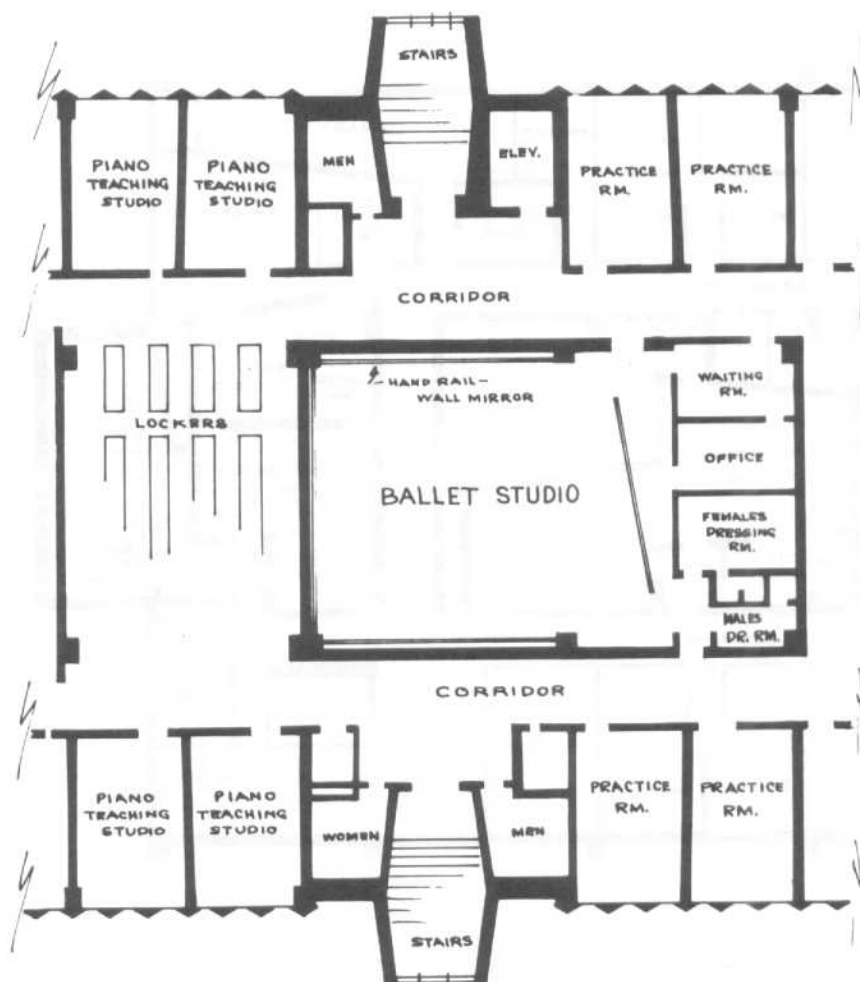 STAIRS
PIANO
TEACHING
STUDIO
PIANO
TEACHING
STUDIO
MEN
ELEV.
PRACTICE
RM.
PRACTICE
RM.
CORRIDOR
HAND RAIL-
WALL MIRROR
WAITING
RM.
LOCKERS
OFFICE
BALLET STUDIO
FEMALES
DRESSING
RM.
MALES
DR. RM.
CORRIDOR
PIANO
TEACHING
STUDIO
PIANO
TEACHING
STUDIO
WOMEN
MEN
PRACTICE
RM.
PRACTICE
RM.
STAIRS